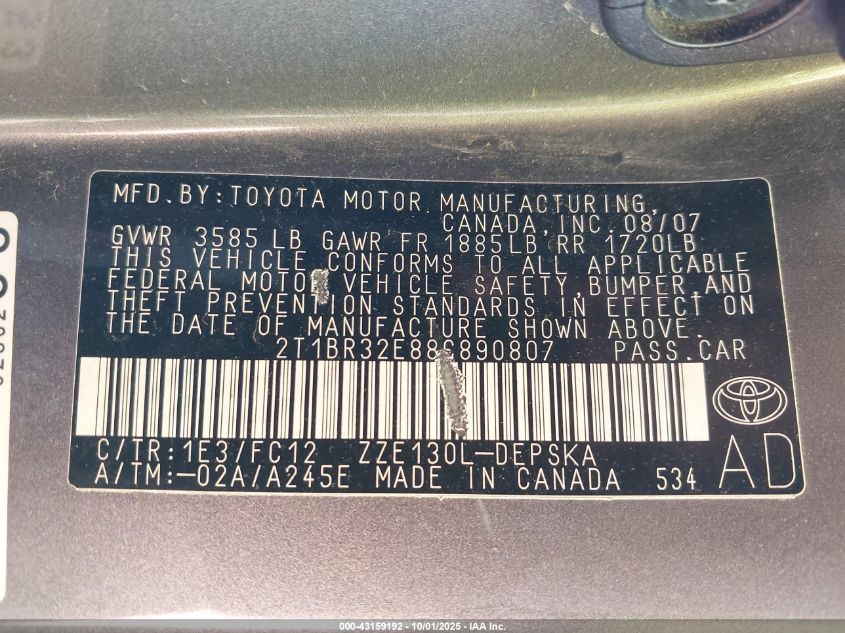 MFD.BY:TOYOTA MOTOR MANUFACTURING,
CANADA,INC. 08/07
GVWR 3585 LB GAWR FR 1885LB RR 1720LB
THIS VEHICLE CONFORMS TO ALL APPLICABLE
FEDERAL MOTOR VEHICLE SAFETY,BUMPER,AND
THEFT PREVENTION STANDARDS IN EFFECT ON
THE DATE OF MANUFACTURE SHOWN ABOVE.
2T1BR32E88C890807 PASS.CAR
C/TR:1E3/FC12 ZZE130L-DEPSKA
A/TM:-02A/A245E MADE IN CANADA 534
AD
000-43159192 - 10/01/2025 - IAA Inc.